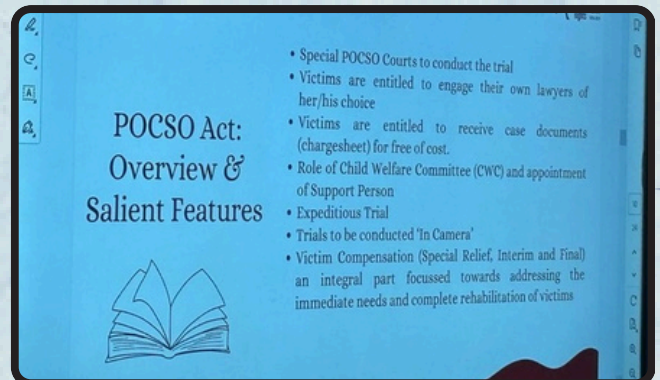 POCSO Act:
Overview &
Salient Features
• Special POCSO Courts to conduct the trial
• Victims are entitled to engage their own lawyers of
her/his choice
• Victims are entitled to receive case documents
(chargesheet) for free of cost.
• Role of Child Welfare Committee (CWC) and appointment
of Support Person
• Expeditious Trial
• Trials to be conducted 'In Camera'
• Victim Compensation (Special Relief, Interim and Final)
an integral part focussed towards addressing the
immediate needs and complete rehabilitation of victims